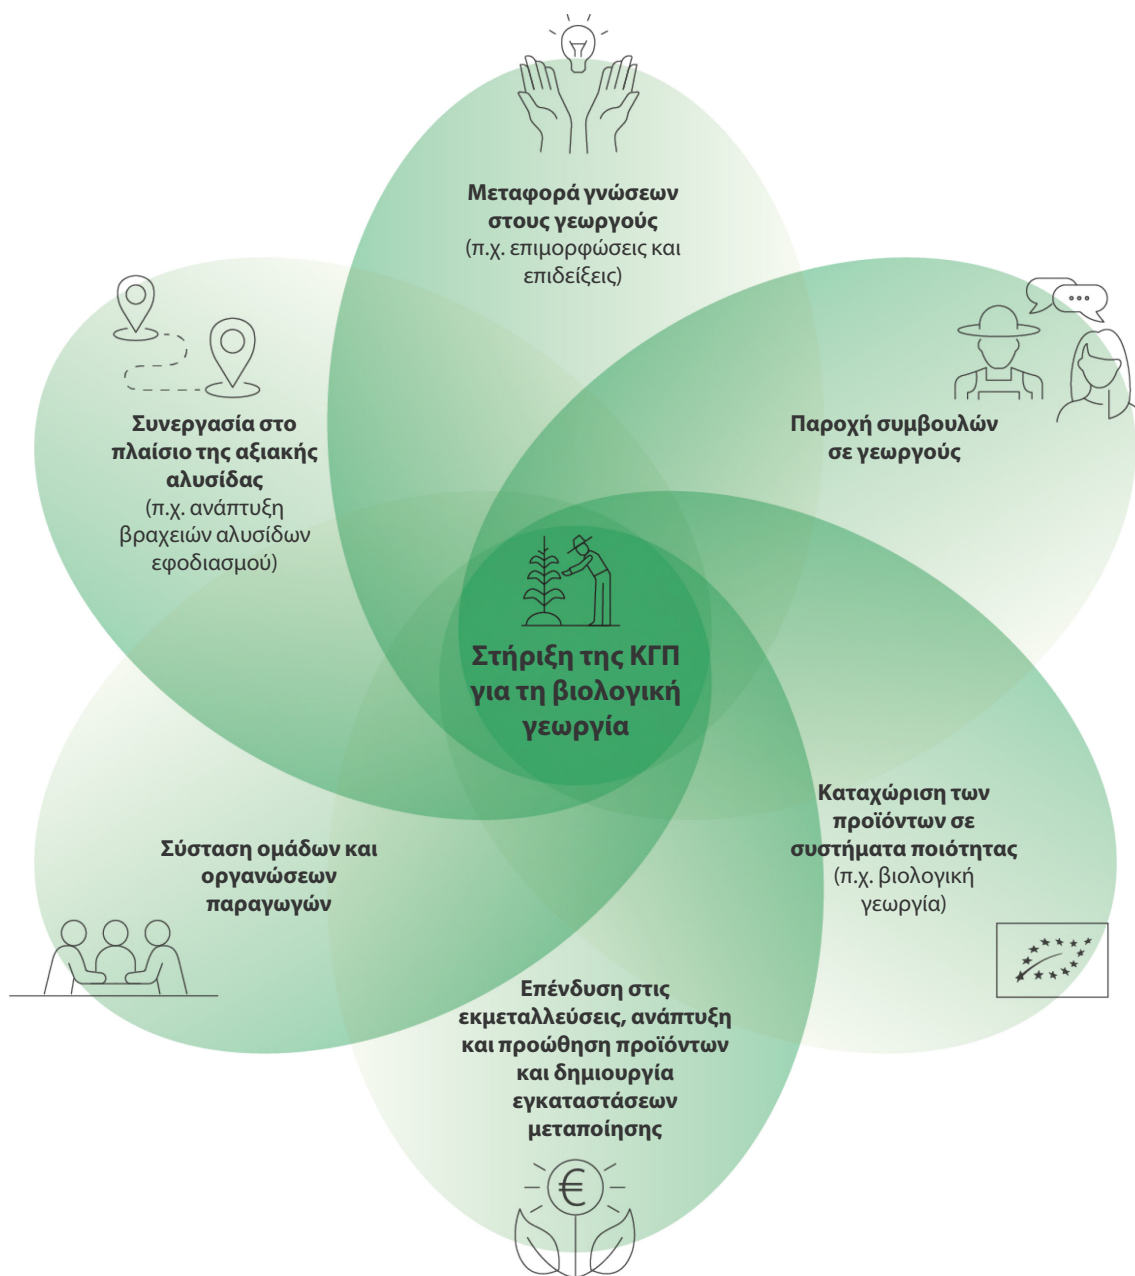 Μεταφορά γνώσεων
στους γεωργούς
(π.χ. επιμορφώσεις και
επιδείξεις)
Παροχή συμβουλών
σε γεωργούς
Συνεργασία στο
πλαίσιο της αξιακής
αλυσίδας
(π.χ. ανάπτυξη
βραχειών αλυσίδων
εφοδιασμού)
Στήριξη της ΚΓΠ
για τη βιολογική
γεωργία
Καταχώριση των
προϊόντων σε
συστήματα ποιότητας
(π.χ. βιολογική
γεωργία)
Σύσταση ομάδων και
οργανώσεων
παραγωγών
Επένδυση στις
εκμεταλλεύσεις, ανάπτυξη
και προώθηση προϊόντων
και δημιουργία
εγκαταστάσεων
μεταποίησης
€